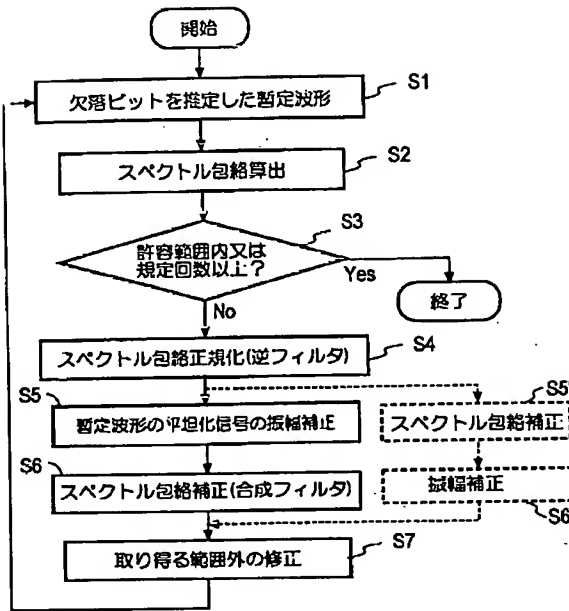 開始
欠落ビットを推定した暫定波形
S1
スペクトル包絡算出
S2
許容範囲内又は
規定回数以上?
S3
Yes
No
終了
スペクトル包絡正規化(逆フィルタ)
S4
S5
暫定波形の平坦化信号の振幅補正
S5
スペクトル包絡補正
S6
スペクトル包絡補正(合成フィルタ)
振幅補正
S6
取り得る範囲外の修正
S7